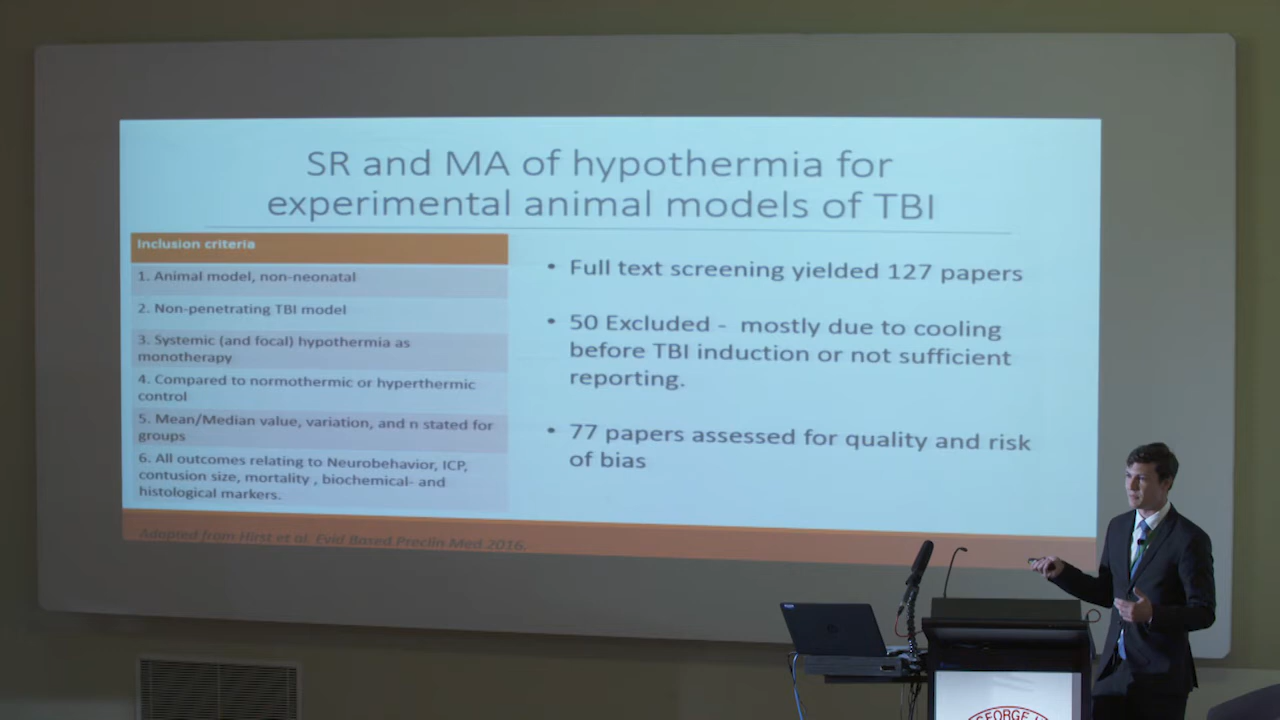 SR and MA of hypothermia for
experimental animal models of TBI
Inclusion criteria
1. Animal model, non-neonatal
2. Non-penetrating TBI model
3. Systemic (and focal) hypothermia as
monotherapy
4. Compared to normothermic or hyperthermic
control
5. Mean/Median value, variation, and n stated for
groups
6. All outcomes relating to Neurobehavior, ICP,
contusion size, mortality , biochemical- and
histological markers.
• Full text screening yielded 127 papers
• 50 Excluded - mostly due to cooling
before TBI induction or not sufficient
reporting.
• 77 papers assessed for quality and risk
of bias
Adapted from Hirst et al. Evid Based Preclin Med 2016.
GEORGE